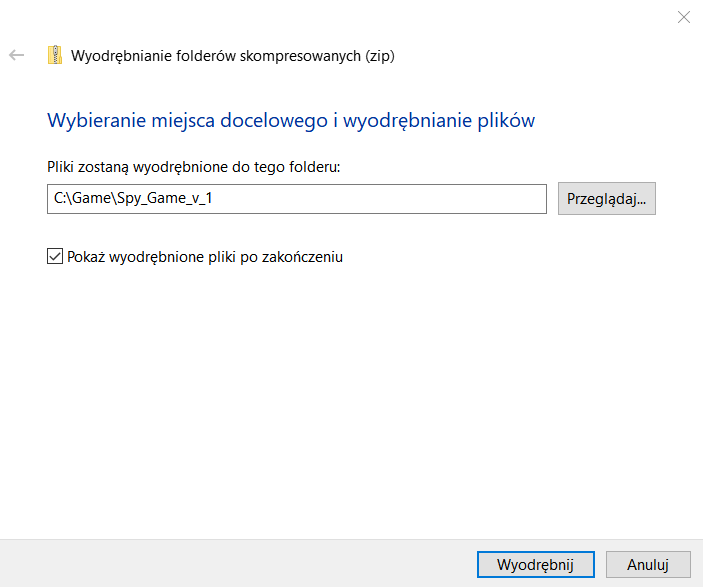 Wyodrębnianie folderów skompresowanych (zip)
Wybieranie miejsca docelowego i wyodrębnianie plików
Pliki zostaną wyodrębnione do tego folderu:
C:\Game\Spy_Game_v_1
Przeglądaj...
Pokaż wyodrębnione pliki po zakończeniu
Wyodrębnij
Anuluj